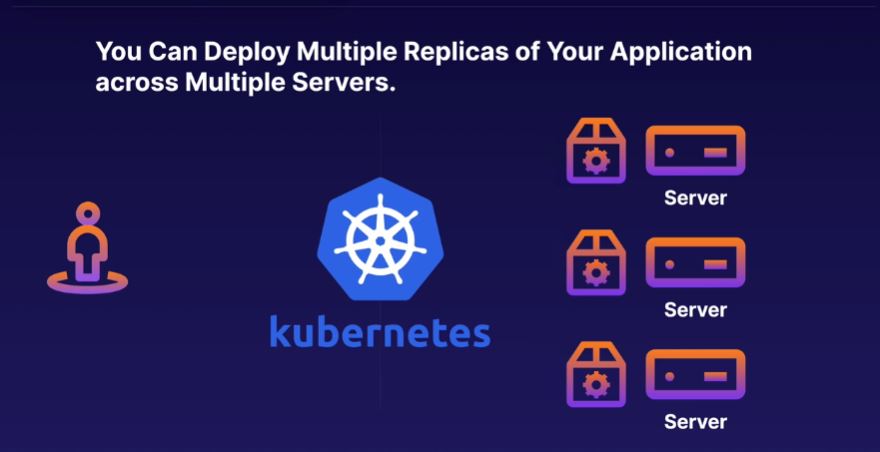 You Can Deploy Multiple Replicas of Your Application
across Multiple Servers.
Server
kubernetes
Server
Server